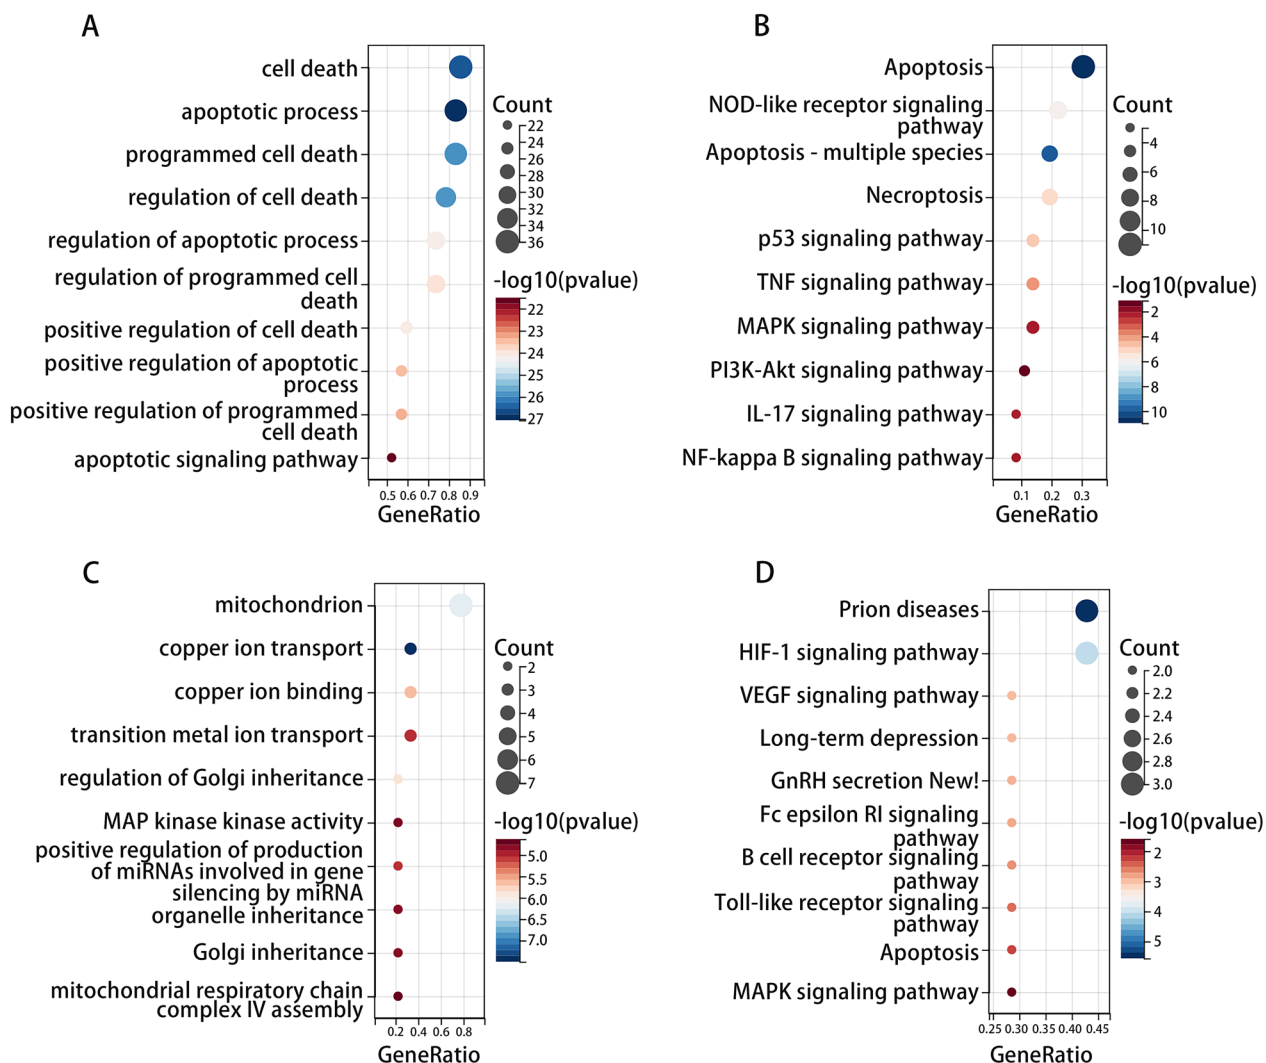 A
cell death
apoptotic process
programmed cell death
regulation of cell death
regulation of apoptotic process
regulation of programmed cell
death
positive regulation of cell death
positive regulation of apoptotic
process
positive regulation of programmed
cell death
apoptotic signaling pathway
0.5 0.6 0.7 0.8 0.9
GeneRatio
Count
22
24
26
28
30
32
34
36
-log10(pvalue)
22
23
24
25
26
27
B
Apoptosis
NOD-like receptor signaling
pathway
Apoptosis - multiple species
Necroptosis
p53 signaling pathway
TNF signaling pathway
MAPK signaling pathway
PI3K-Akt signaling pathway
IL-17 signaling pathway
NF-kappa B signaling pathway
0.1 0.2 0.3
GeneRatio
Count
4
6
8
10
-log10(pvalue)
2
4
6
8
10
C
mitochondrion
copper ion transport
copper ion binding
transition metal ion transport
regulation of Golgi inheritance
MAP kinase kinase activity
positive regulation of production
of miRNAs involved in gene
silencing by miRNA
organelle inheritance
Golgi inheritance
mitochondrial respiratory chain
complex IV assembly
0.2 0.4 0.6 0.8
GeneRatio
Count
2
3
4
5
6
7
-log10(pvalue)
5.0
5.5
6.0
6.5
7.0
D
Prion diseases
HIF-1 signaling pathway
VEGF signaling pathway
Long-term depression
GnRH secretion New!
Fc epsilon RI signaling
pathway
B cell receptor signaling
pathway
Toll-like receptor signaling
pathway
Apoptosis
MAPK signaling pathway
0.25 0.30 0.35 0.40 0.45
GeneRatio
Count
2.0
2.2
2.4
2.6
2.8
3.0
-log10(pvalue)
2
3
4
5